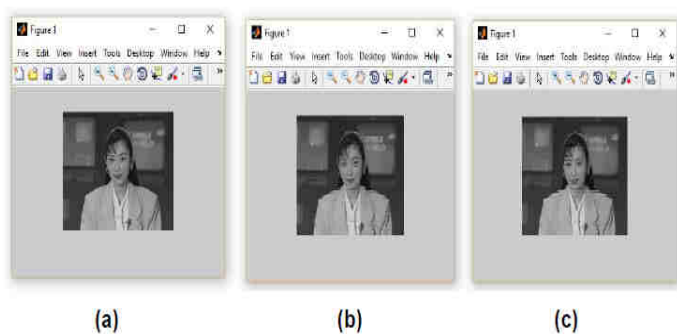 Figure 1
File Edit View Insert Tools Desktop Window Help
Figure 1
File Edit View Insert Tools Desktop Window Help
Figure 1
File Edit View Insert Tools Desktop Window Help
(a) (b) (c)